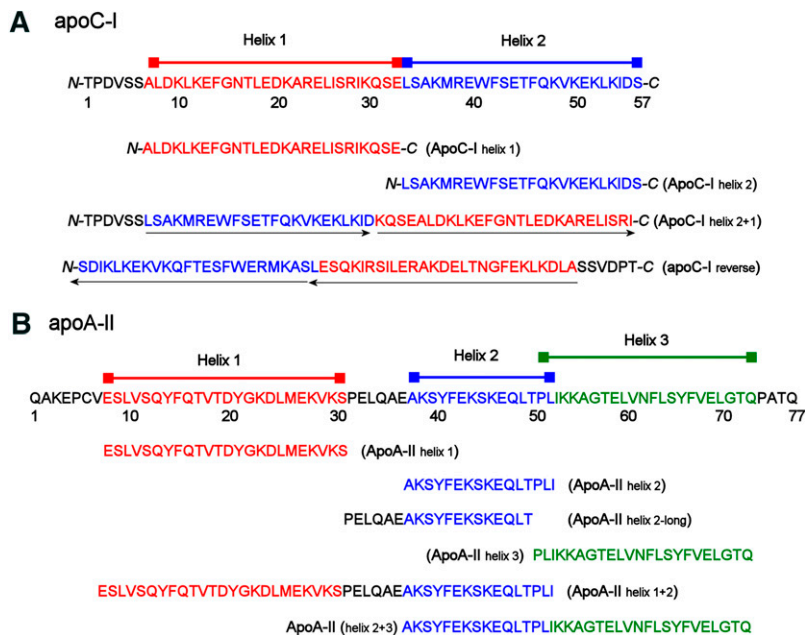 A apoC-I
Helix 1 Helix 2
N-TPDVSSALDKLKEFGNTLEDKARELISRIKQSELSAKMREWFSETFQKVKEKLKIDS-C
1 10 20 30 40 50 57
N-ALDKLKEFGNTLEDKARELISRIKQSE-C (ApoC-I helix 1)
N-LSAKMREWFSETFQKVKEKLKIDS-C (ApoC-I helix 2)
N-TPDVSSLSAKMREWFSETFQKVKEKLKIDKQSEALDKLKEFGNTLEDKARELISRI-C (ApoC-I helix 2+1)
N-SDIKLKEKVKQFTESFWERMKASLESQKIRSILERAKDELTNGFEKLKDLASSVDPT-C (apoC-I reverse)
B apoA-II
Helix 3
Helix 1 Helix 2
QAKEPCVESLVSQYFQTVTDYGKDLMEKVKSPELQAEAKSYFEKSKEQLTPLIKKAGTELVNFLSYFVELGTQPATQ
1 10 20 30 40 50 60 70 77
ESLVSQYFQTVTDYGKDLMEKVKS (ApoA-II helix 1)
AKSYFEKSKEQLTPLI (ApoA-II helix 2)
PELQAEAKSYFEKSKEQLT (ApoA-II helix 2-long)
(ApoA-II helix 3) PLIKKAGTELVNFLSYFVELGTQ
ESLVSQYFQTVTDYGKDLMEKVKSPELQAEAKSYFEKSKEQLTPLI (ApoA-II helix 1+2)
ApoA-II (helix 2+3) AKSYFEKSKEQLTPLIKKAGTELVNFLSYFVELGTQ